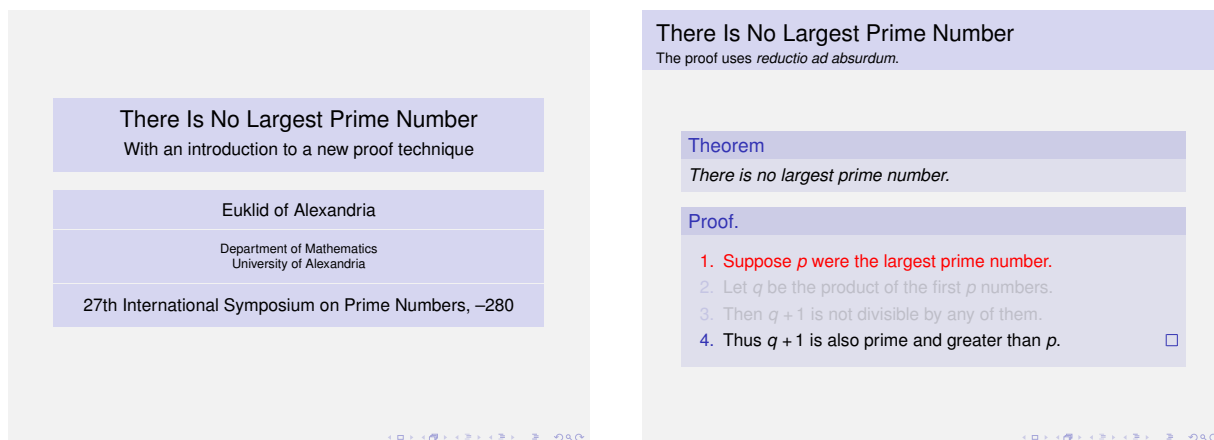 There Is No Largest Prime Number
With an introduction to a new proof technique
Euklid of Alexandria
Department of Mathematics
University of Alexandria
27th International Symposium on Prime Numbers, –280
There Is No Largest Prime Number
The proof uses reductio ad absurdum.
Theorem
There is no largest prime number.
Proof.
1. Suppose p were the largest prime number.
2. Let q be the product of the first p numbers.
3. Then q + 1 is not divisible by any of them.
4. Thus q + 1 is also prime and greater than p.